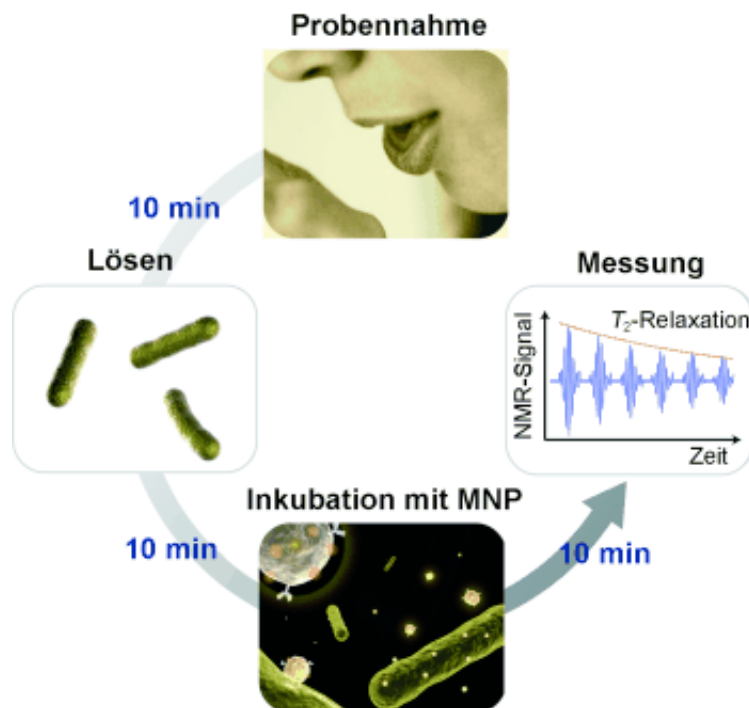 Probennahme
10 min
Lösen
Messung
T2-Relaxation
NMR-Signal
Zeit
Inkubation mit MNP
10 min
10 min